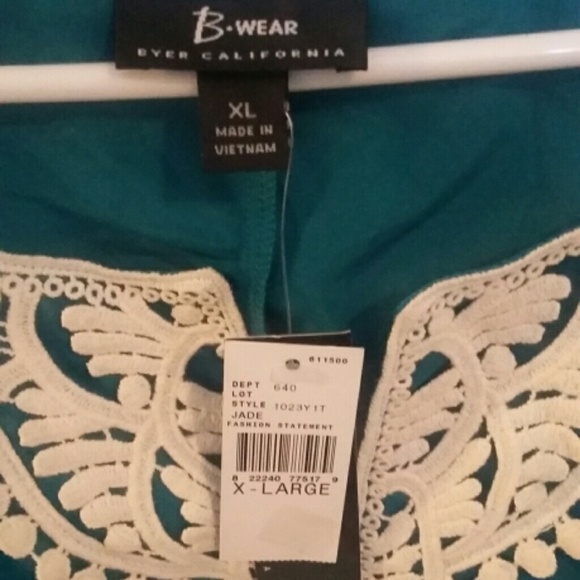 B·WEAR
BYER CALIFORNIA
XL
MADE IN
VIETNAM
811500
DEPT 640
LOT
STYLE 1023Y1T
JADE
FASHION STATEMENT
8 22240 77517 9
X-LARGE